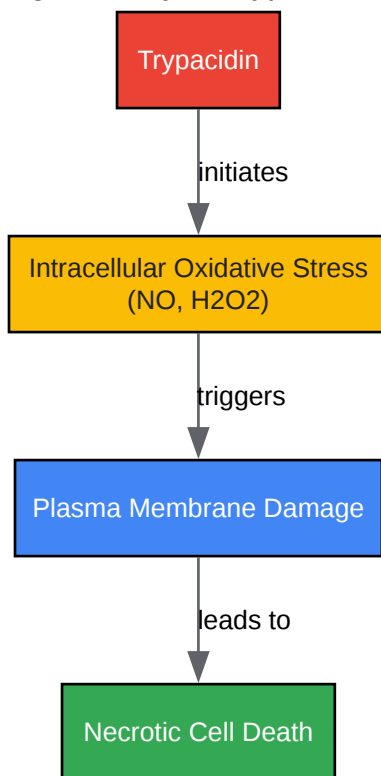 Trypacidin
initiates
Intracellular Oxidative Stress
(NO, H2O2)
triggers
Plasma Membrane Damage
leads to
Necrotic Cell Death